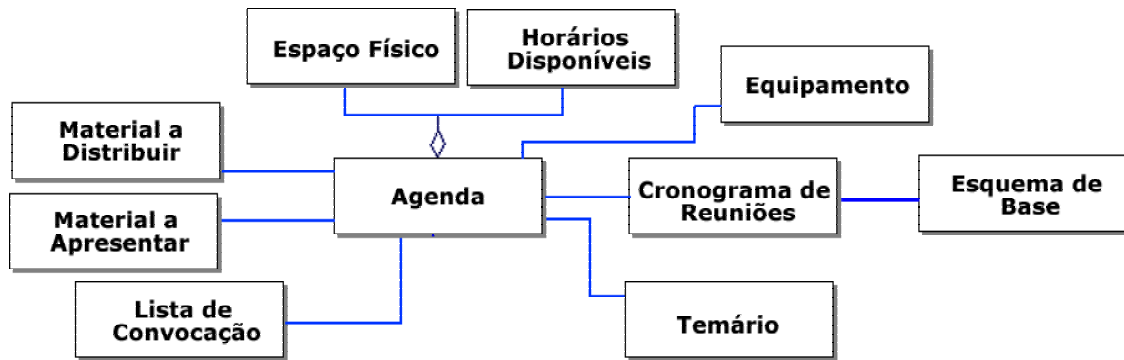 Espaço Físico
Horários
Disponíveis
Equipamento
Material a
Distribuir
Agenda
Cronograma de
Reuniões
Esquema de
Base
Material a
Apresentar
Lista de
Convocação
Temário